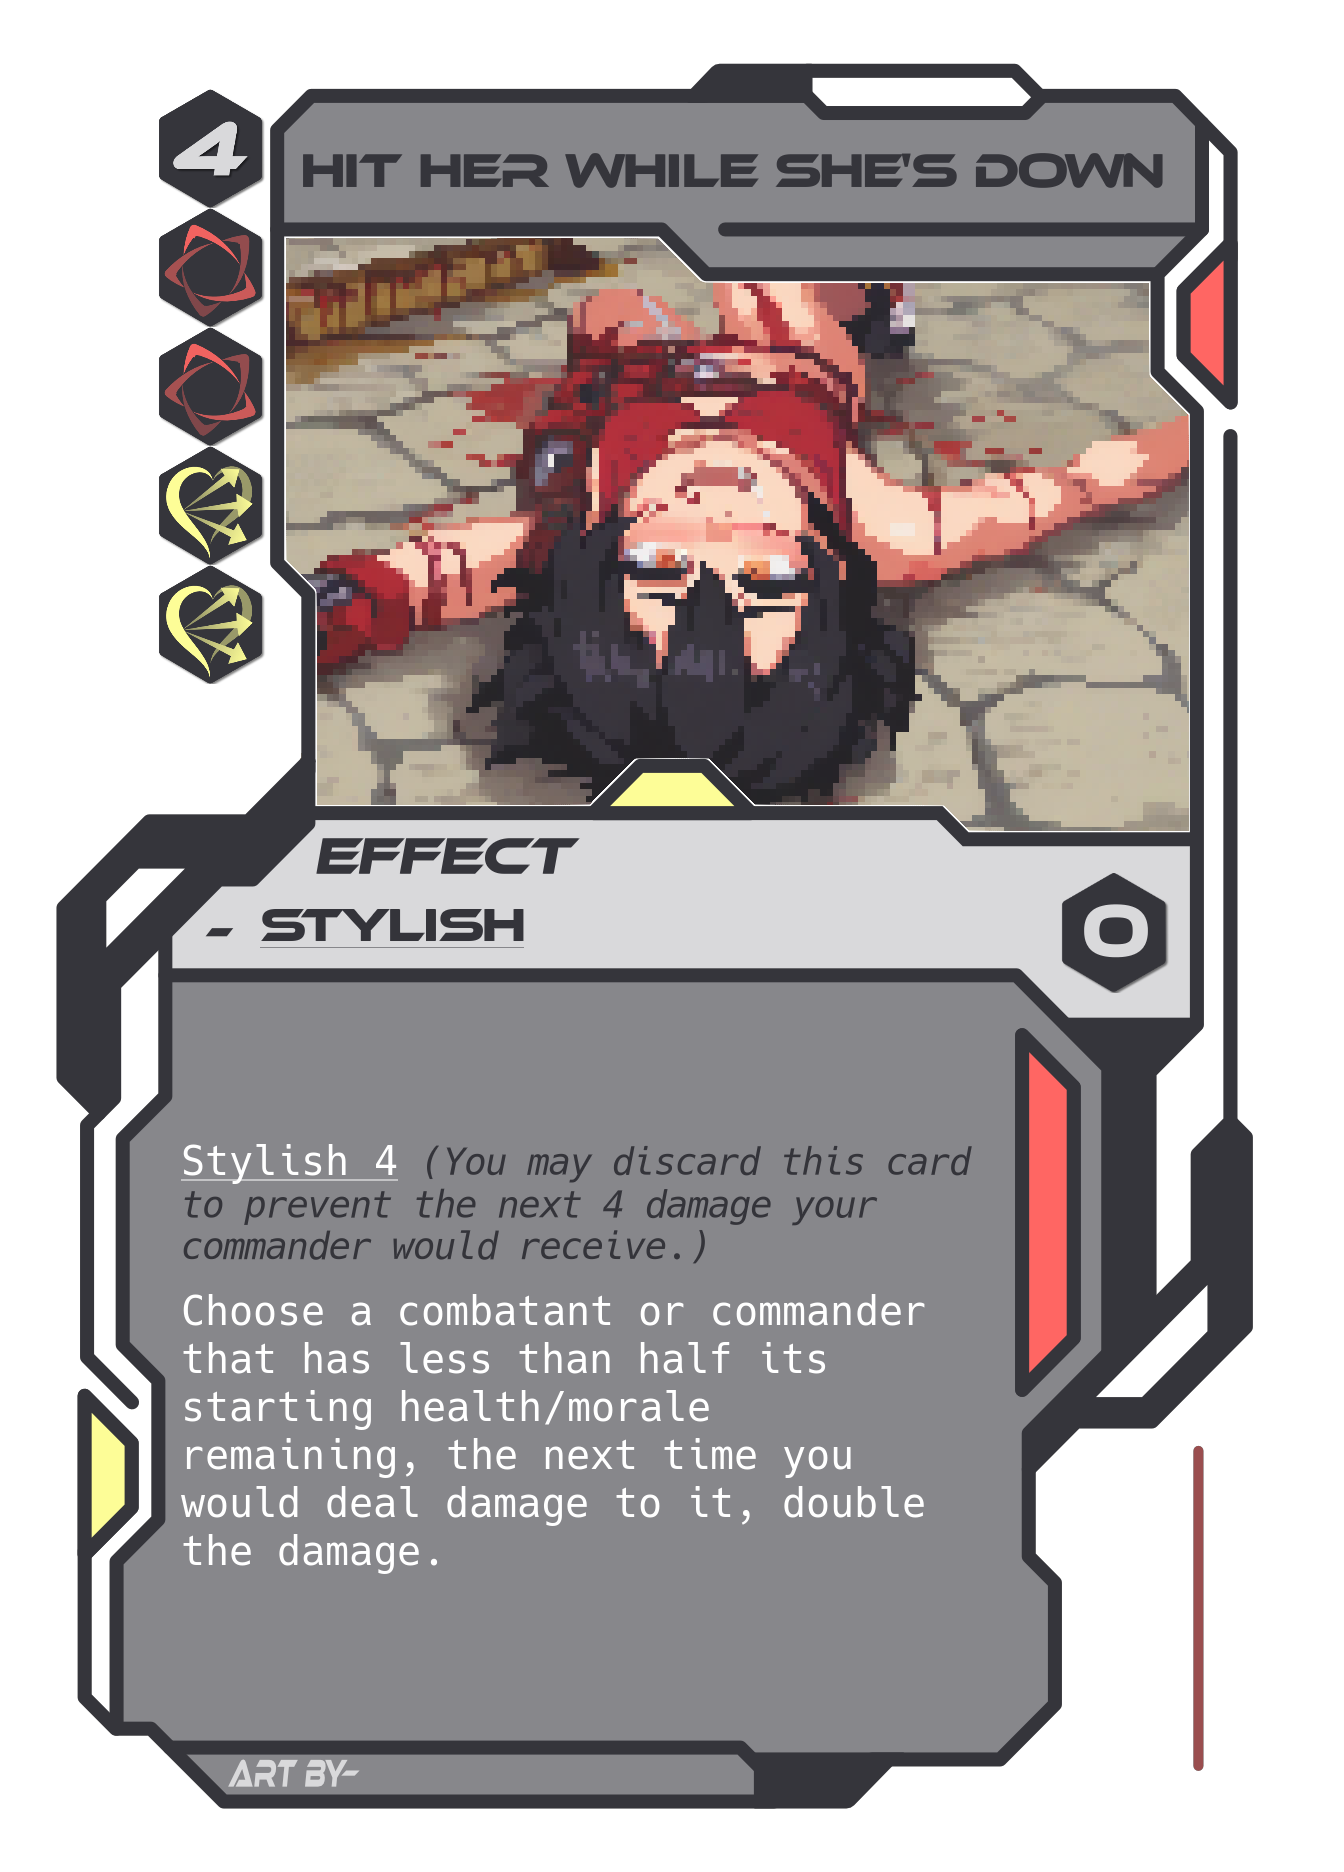 4
HIT HER WHILE SHE'S DOWN
EFFECT
- STYLISH
0
Stylish 4 (You may discard this card
to prevent the next 4 damage your
commander would receive.)
Choose a combatant or commander
that has less than half its
starting health/morale
remaining, the next time you
would deal damage to it, double
the damage.
ART BY-